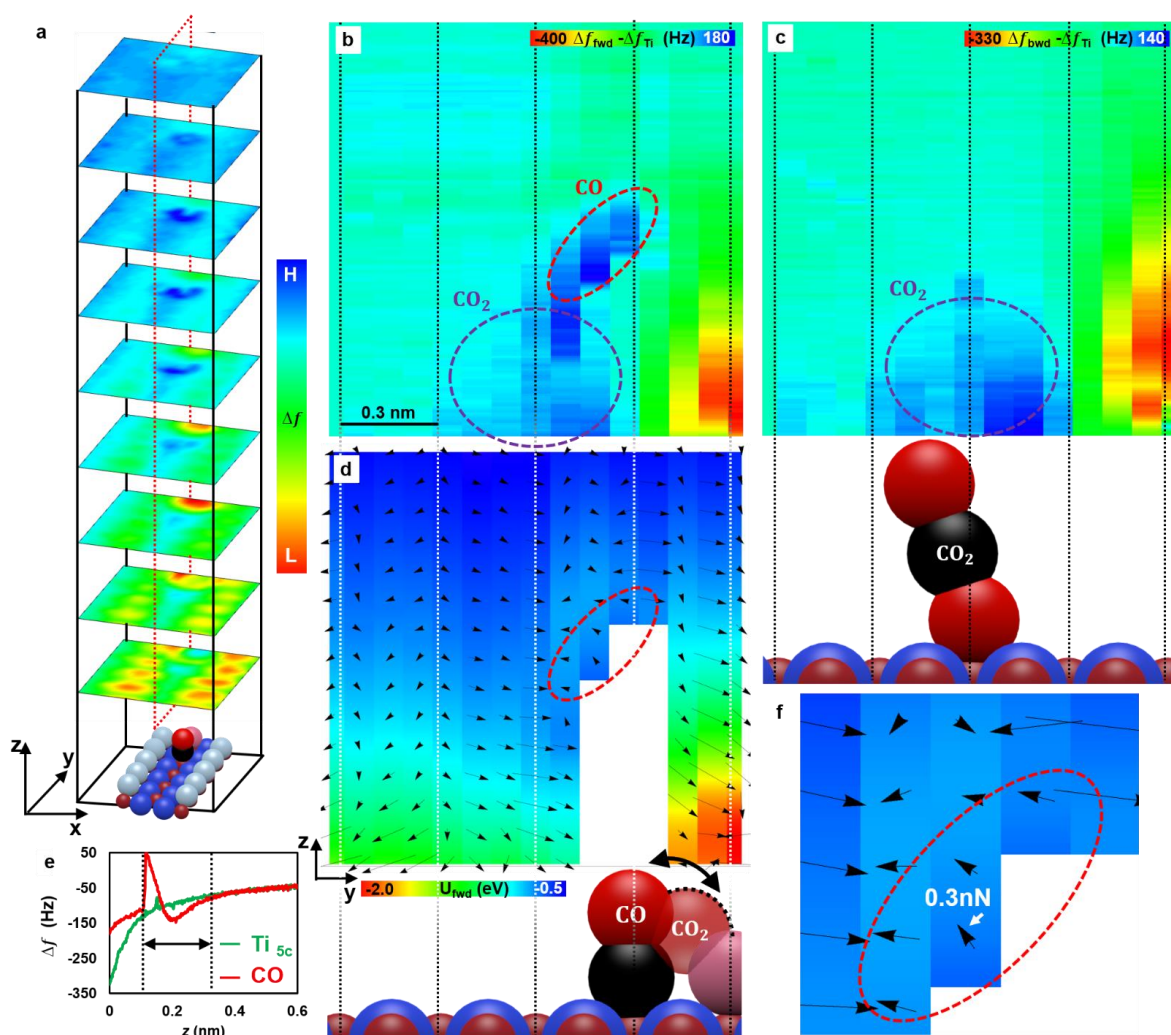 a
H
Δf
L
z
y
x
b
-400 Δf_fwd -Δf_Ti (Hz) 180
CO
CO₂
0.3 nm
c
-330 Δf_bwd -Δf_Ti (Hz) 140
CO₂
CO₂
d
z
y
-2.0 U_fwd (eV) -0.5
CO
CO₂
e
50
-50
-150
-250
-350
Δf (Hz)
Ti 5c
CO
0.0 0.2 0.4 0.6
z (nm)
f
0.3nN